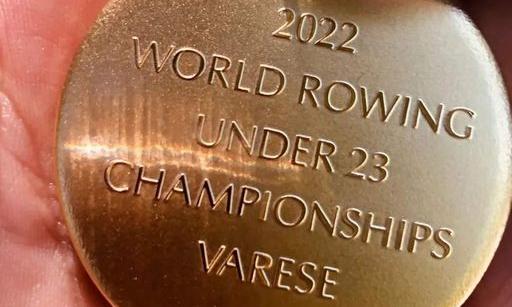 2022
WORLD ROWING
UNDER 23
CHAMPIONSHIPS
VARESE